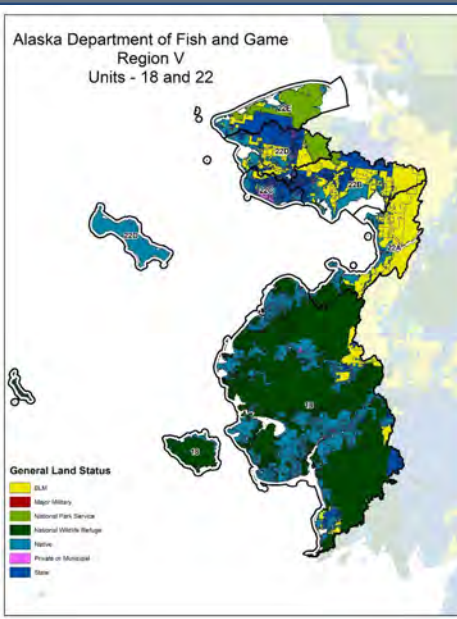 Alaska Department of Fish and Game
Region V
Units - 18 and 22
22E
22D
22C
22B
22A
22D
18
18
General Land Status
BLM
Major Military
National Park Service
National Wildlife Refuge
Native
Private or Municipal
State